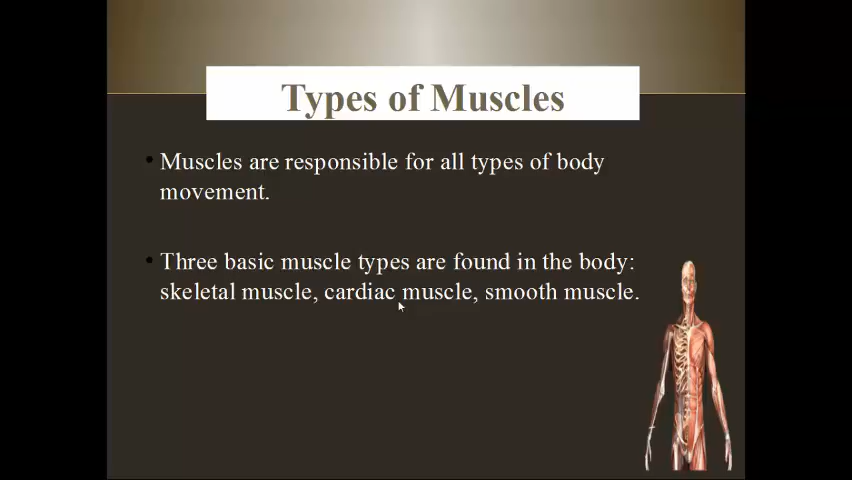 Types of Muscles
• Muscles are responsible for all types of body
movement.
• Three basic muscle types are found in the body:
skeletal muscle, cardiac muscle, smooth muscle.